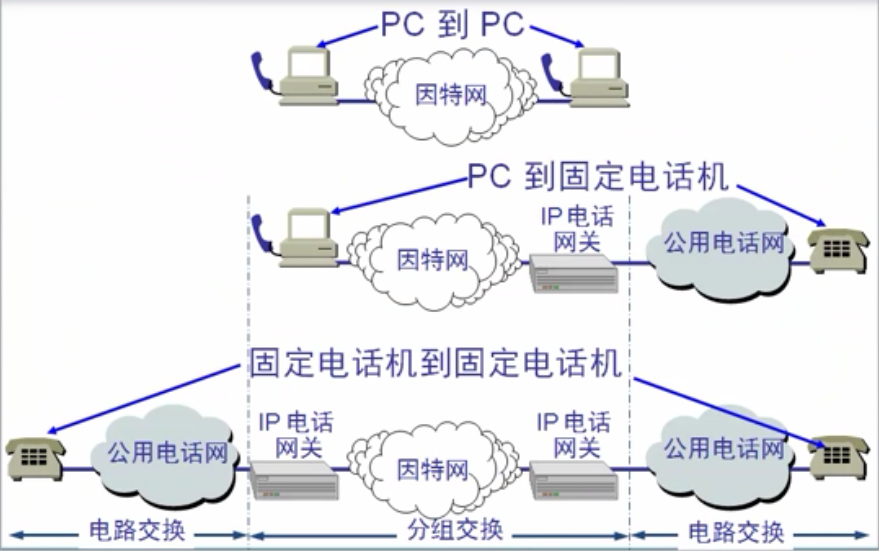 PC 到 PC
因特网
PC 到固定电话机
IP 电话
网关
因特网
公用电话网
固定电话机到固定电话机
公用电话网
IP 电话
网关
因特网
IP 电话
网关
公用电话网
电路交换
分组交换
电路交换